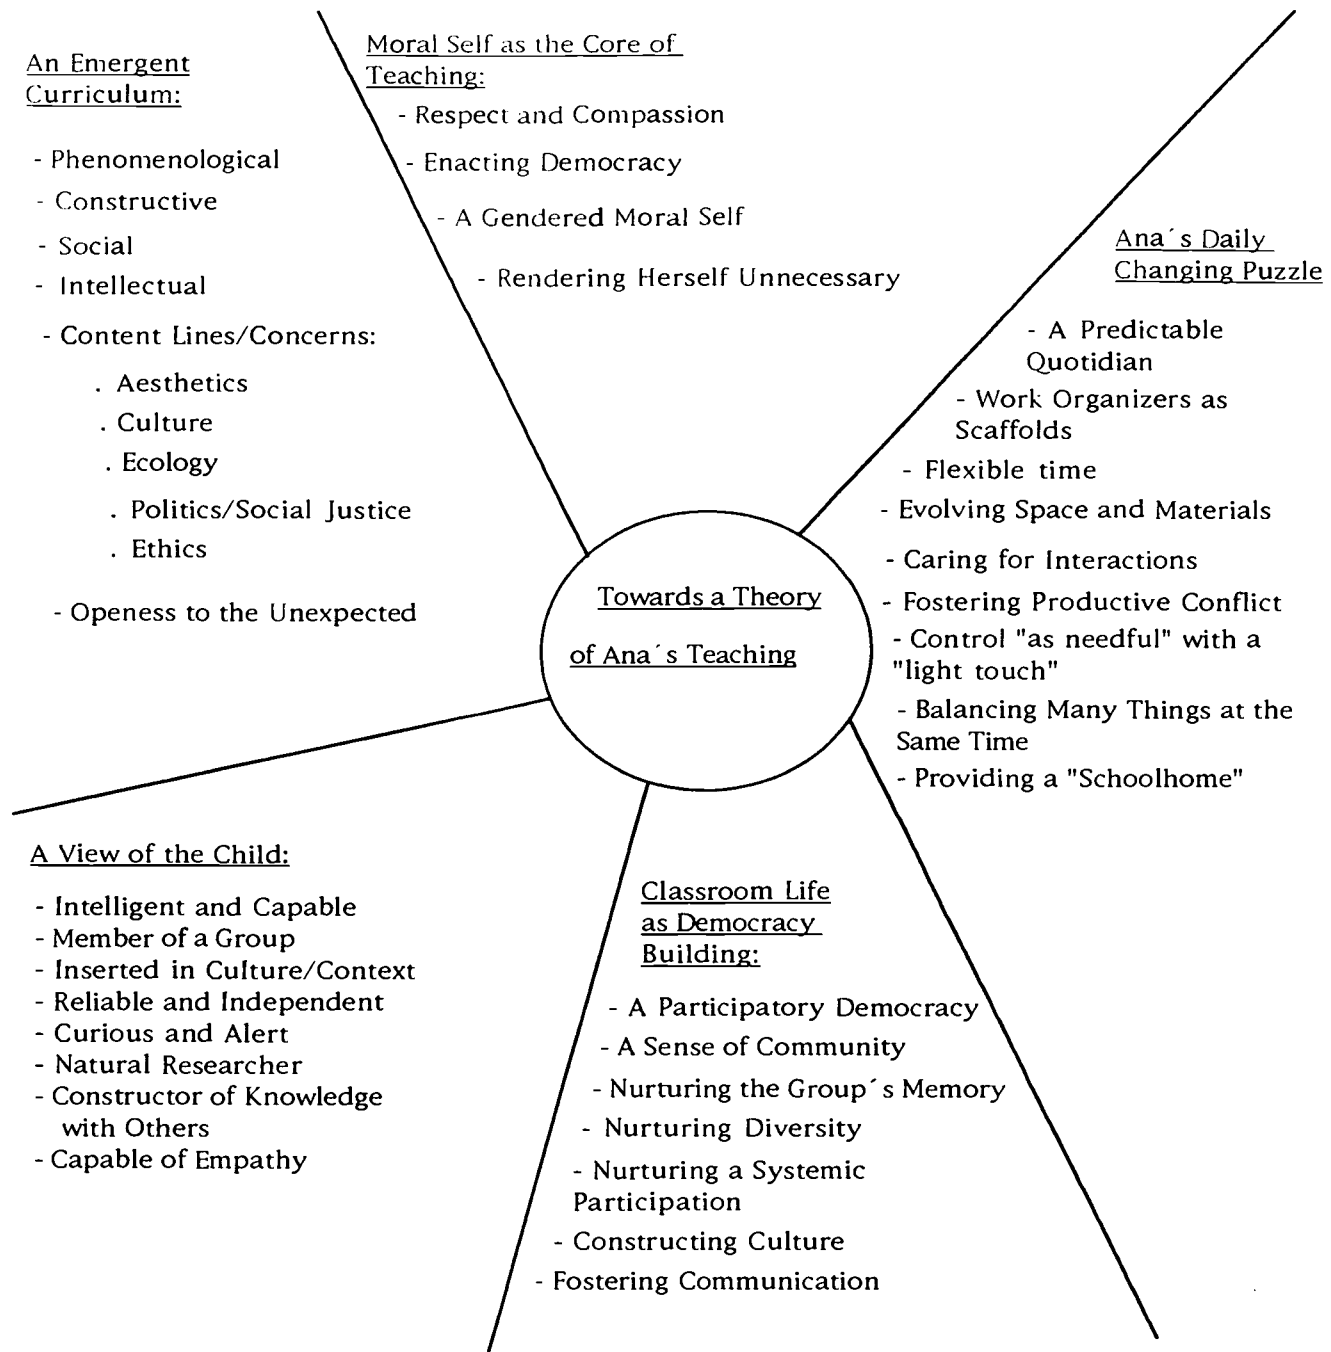 An Emergent
Curriculum:
- Phenomenological
- Constructive
- Social
- Intellectual
- Content Lines/Concerns:
. Aesthetics
. Culture
. Ecology
. Politics/Social Justice
. Ethics
- Openess to the Unexpected
Moral Self as the Core of
Teaching:
- Respect and Compassion
- Enacting Democracy
- A Gendered Moral Self
- Rendering Herself Unnecessary
Ana´s Daily
Changing Puzzle
- A Predictable
Quotidian
- Work Organizers as
Scaffolds
- Flexible time
- Evolving Space and Materials
- Caring for Interactions
- Fostering Productive Conflict
- Control "as needful" with a
"light touch"
- Balancing Many Things at the
Same Time
- Providing a "Schoolhome"
Towards a Theory
of Ana´s Teaching
A View of the Child:
- Intelligent and Capable
- Member of a Group
- Inserted in Culture/Context
- Reliable and Independent
- Curious and Alert
- Natural Researcher
- Constructor of Knowledge
with Others
- Capable of Empathy
Classroom Life
as Democracy
Building:
- A Participatory Democracy
- A Sense of Community
- Nurturing the Group´s Memory
- Nurturing Diversity
- Nurturing a Systemic
Participation
- Constructing Culture
- Fostering Communication